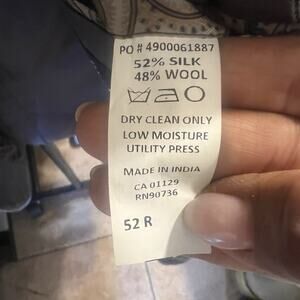 PO # 4900061887
52% SILK
48% WOOL
DRY CLEAN ONLY
LOW MOISTURE
UTILITY PRESS
MADE IN INDIA
CA 01129
RN90736
52 R